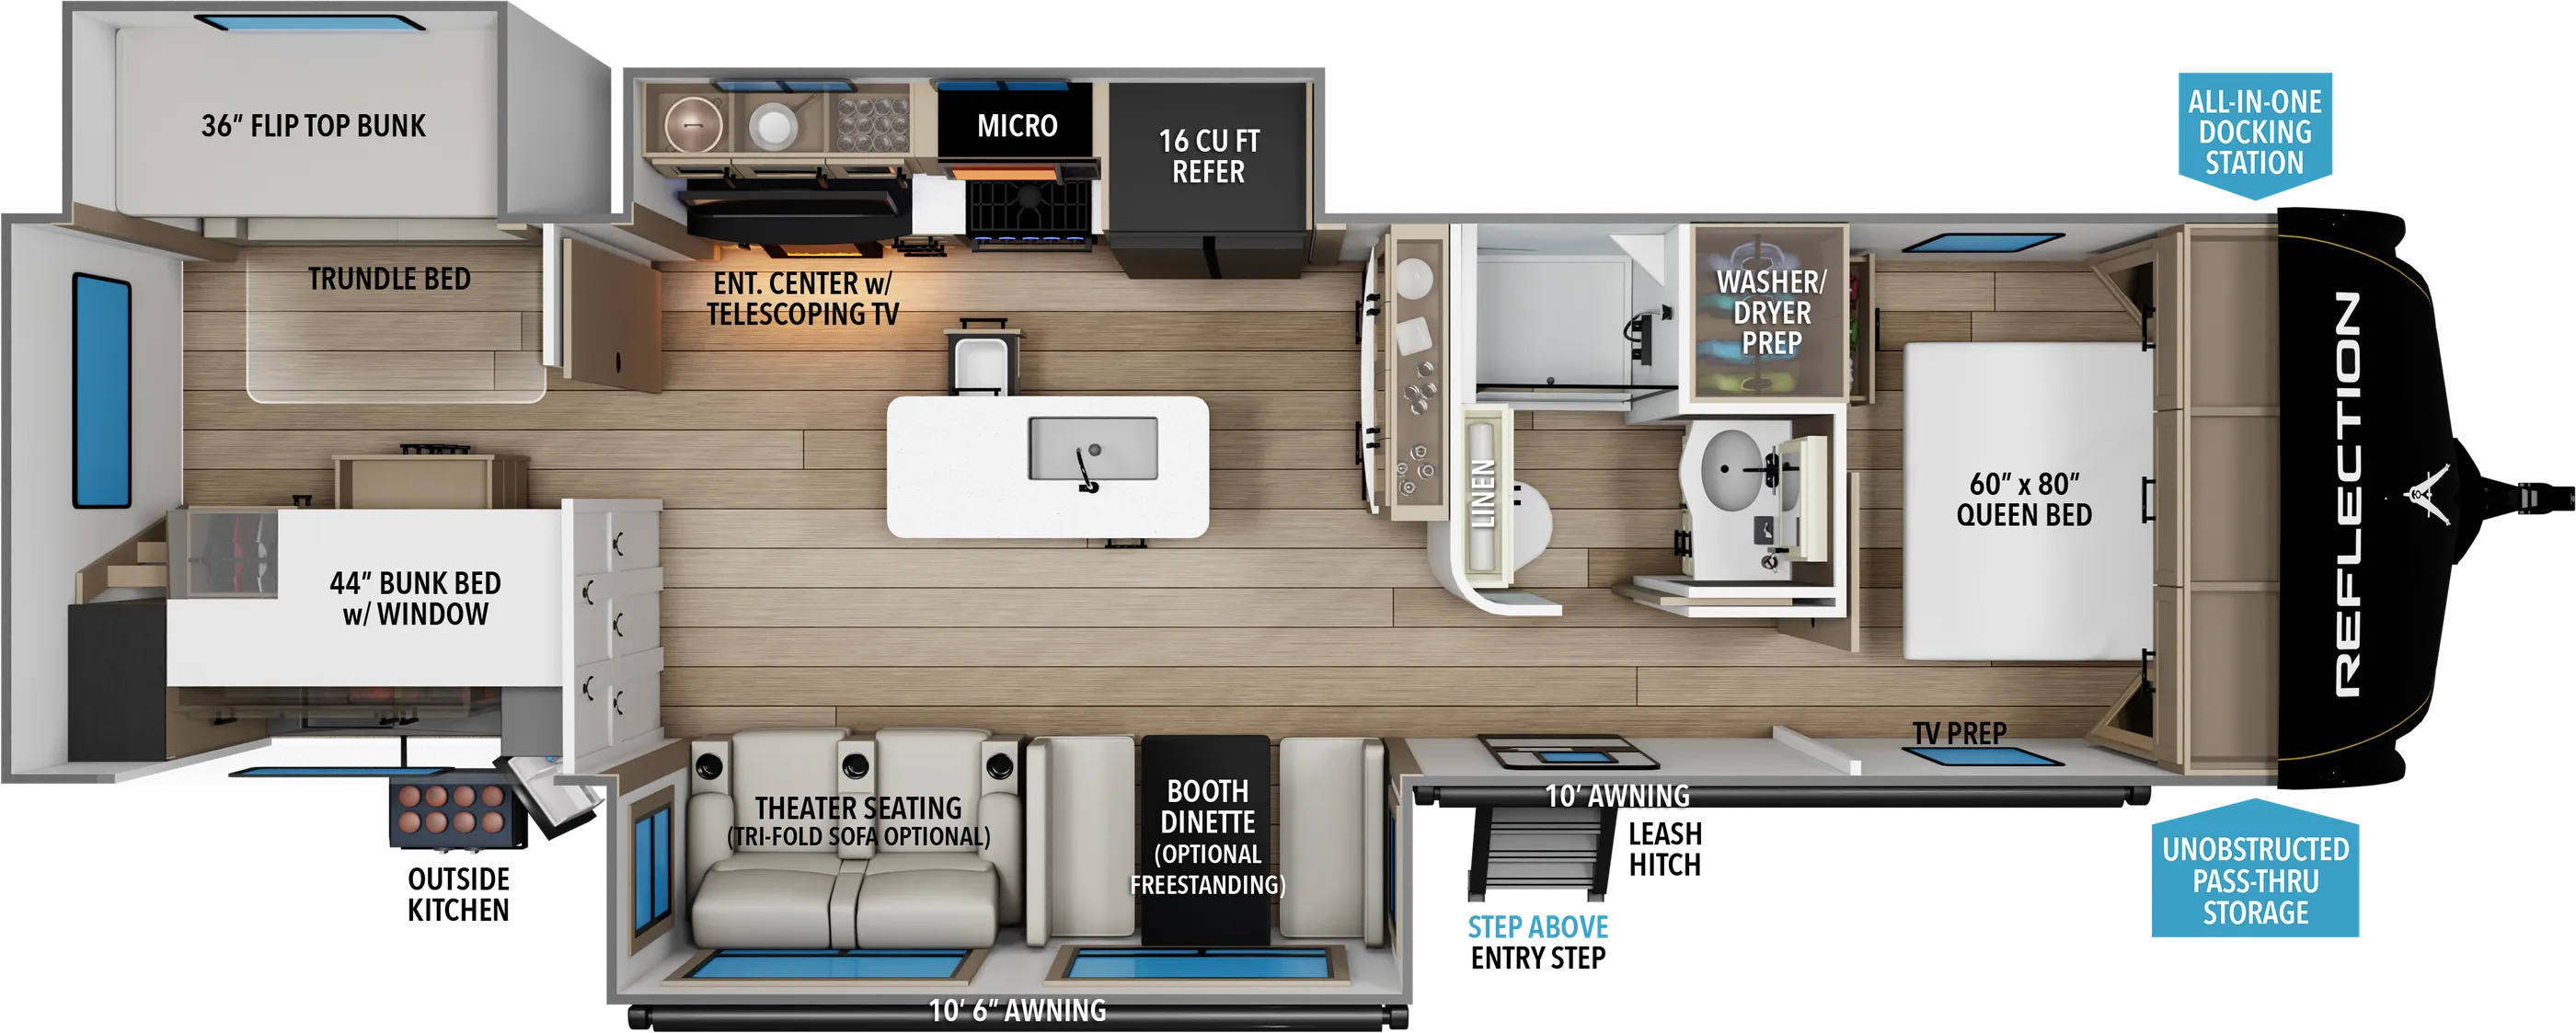 36″ FLIP TOP BUNK
TRUNDLE BED
ENT. CENTER w/
TELESCOPING TV
MICRO
16 CU FT
REFER
WASHER/
DRYER
PREP
ALL-IN-ONE
DOCKING
STATION
44″ BUNK BED
w/ WINDOW
LINEN
60″ x 80″
QUEEN BED
REFLECTION
TV PREP
OUTSIDE
KITCHEN
THEATER SEATING
(TRI-FOLD SOFA OPTIONAL)
BOOTH
DINETTE
(OPTIONAL
FREESTANDING)
10′ AWNING
LEASH
HITCH
STEP ABOVE
ENTRY STEP
UNOBSTRUCTED
PASS-THRU
STORAGE
10′ 6″ AWNING